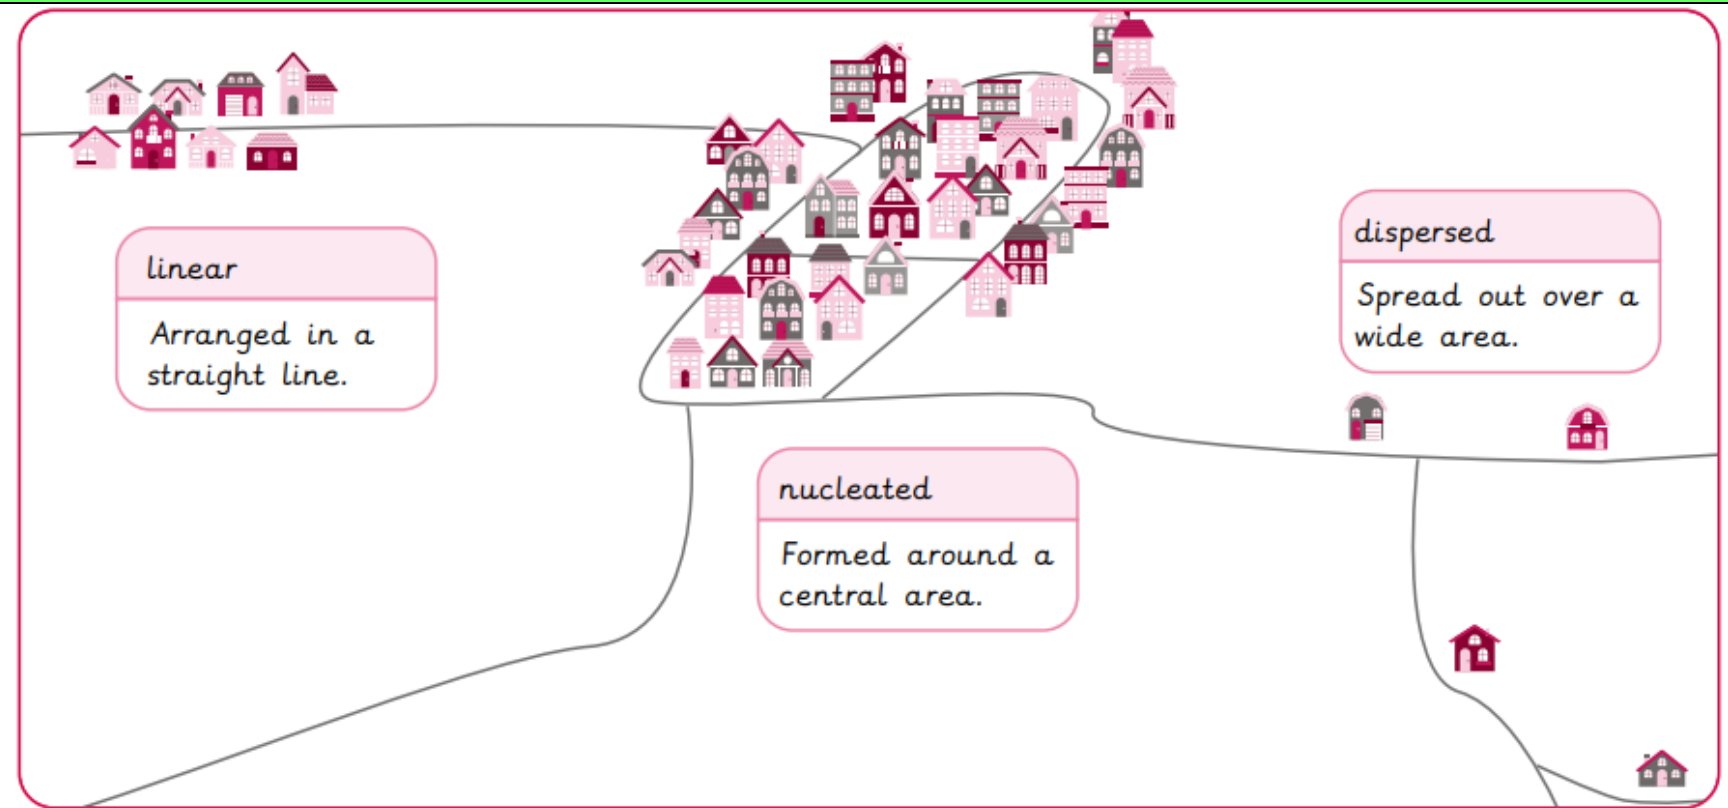 linear
Arranged in a
straight line.
nucleated
Formed around a
central area.
dispersed
Spread out over a
wide area.